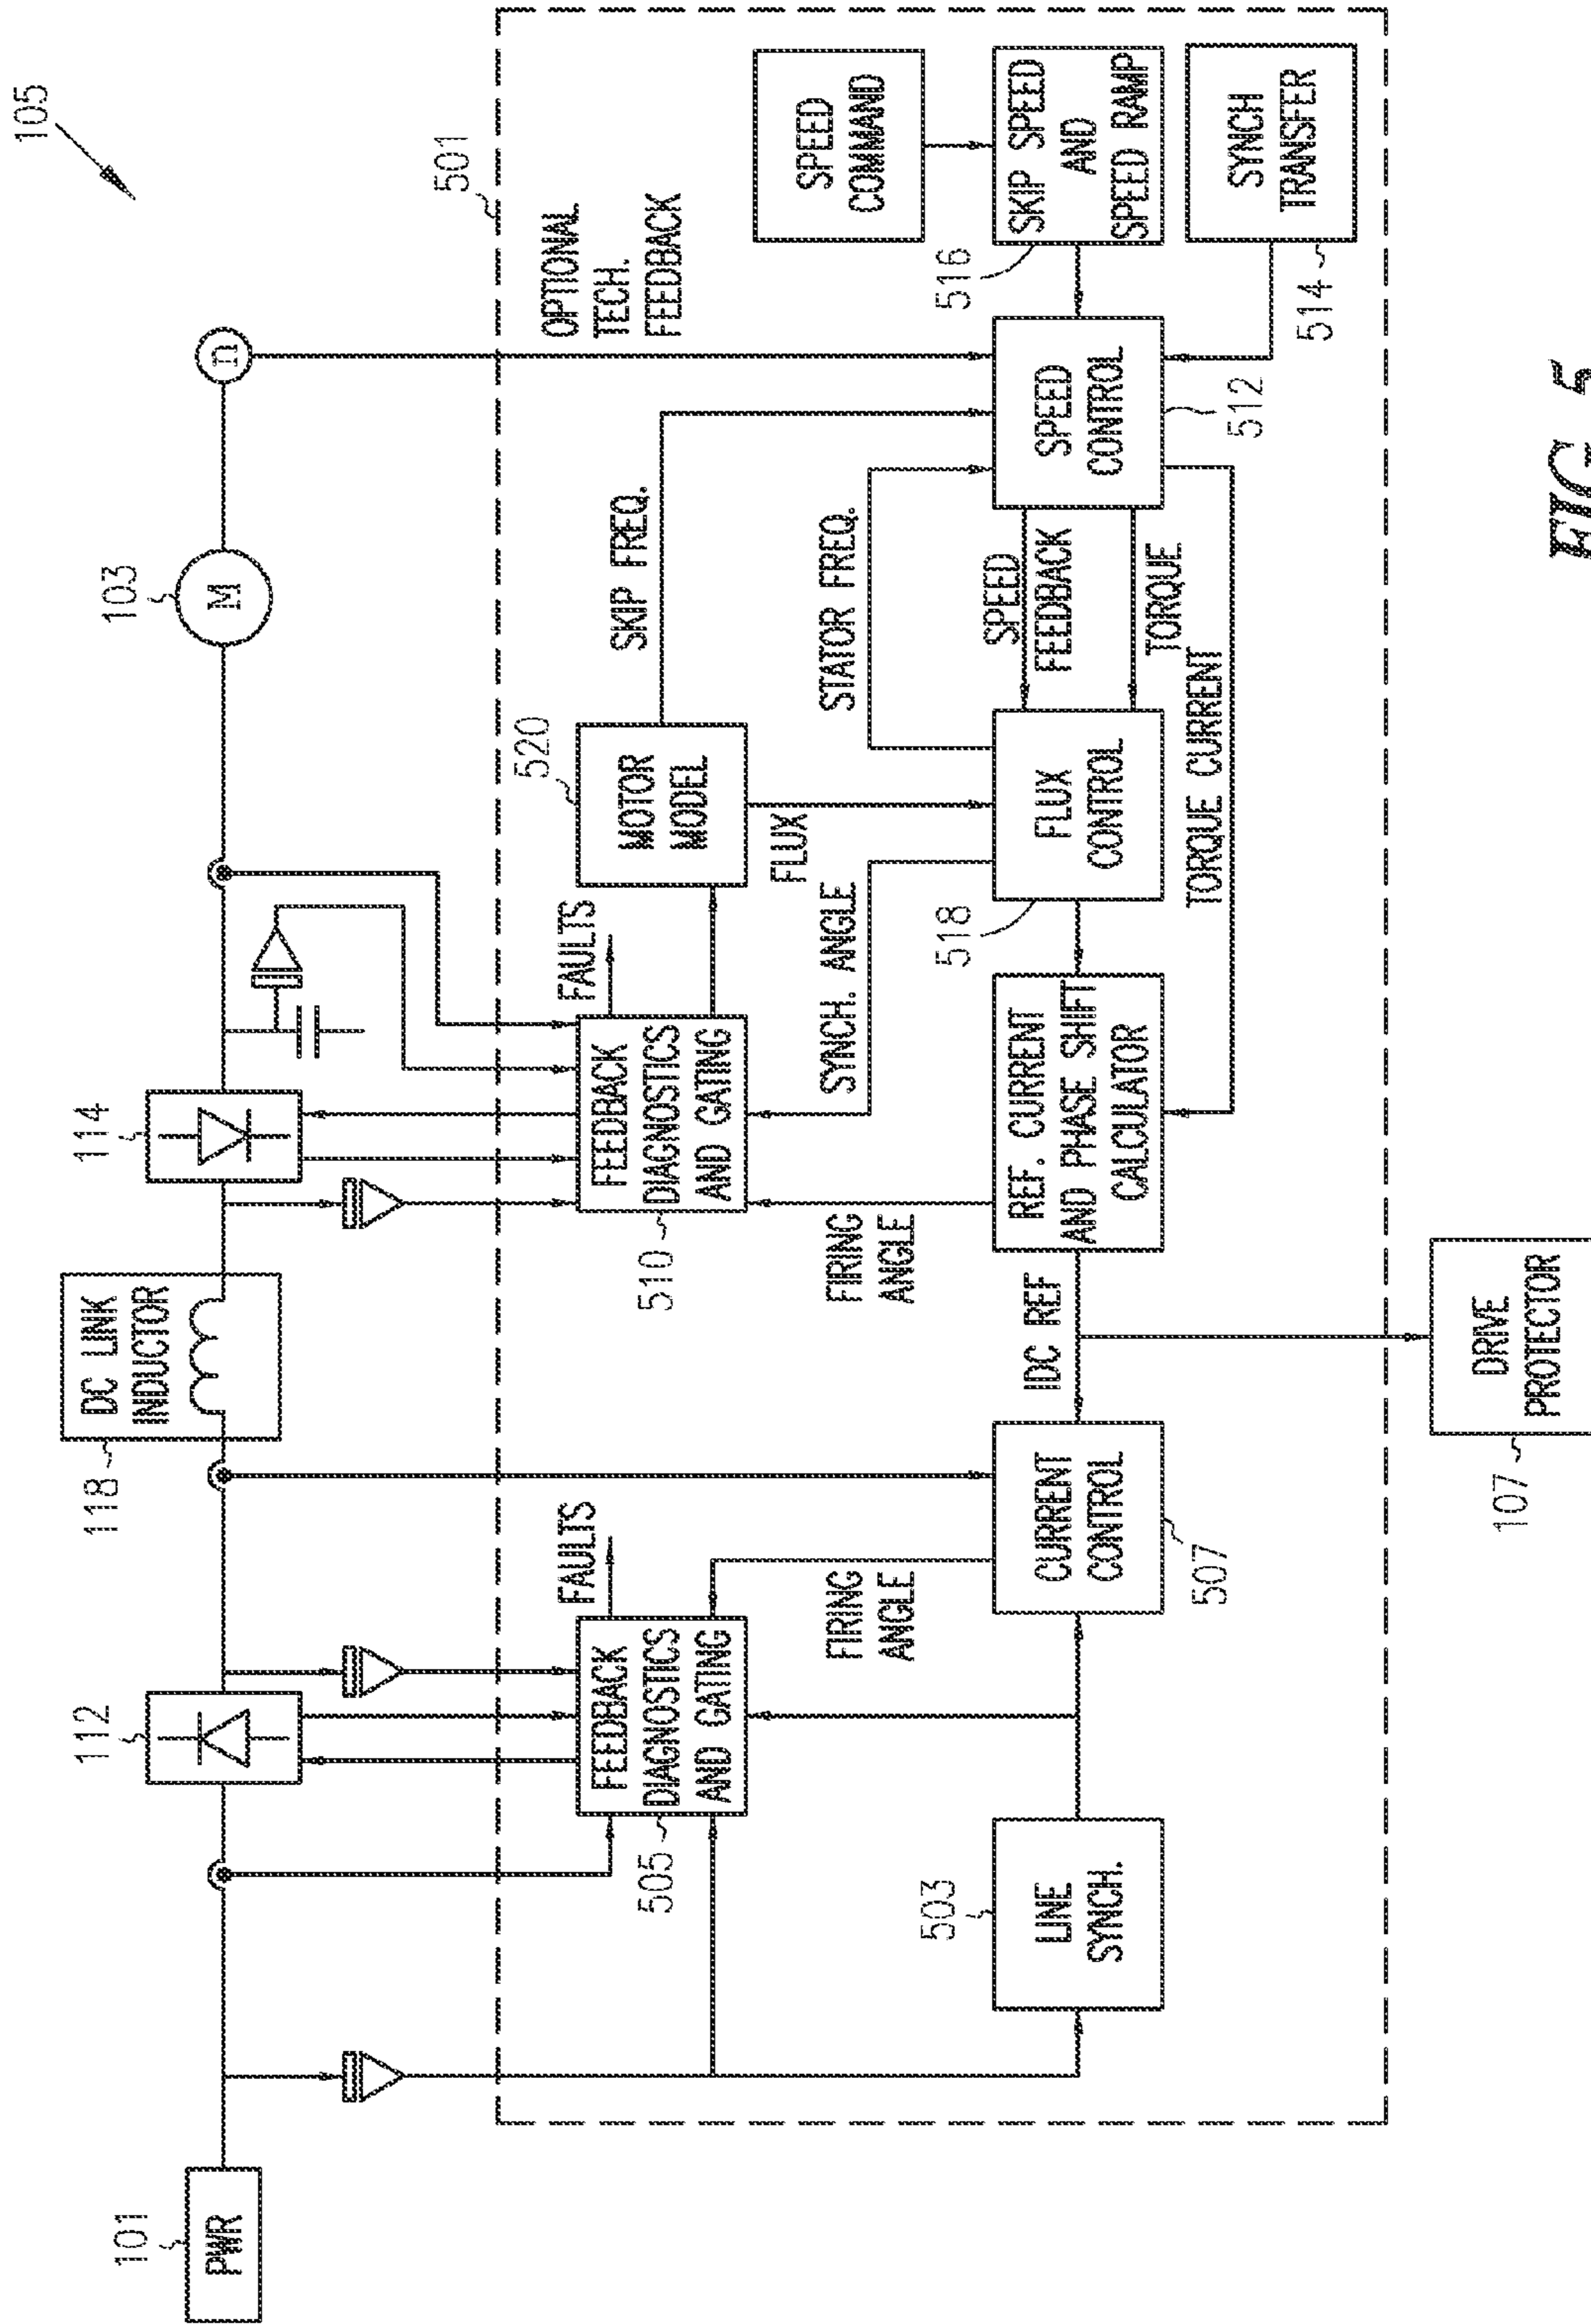 105
101
PWR
112
118
DC LINK
INDUCTOR
114
103
M
n
501
OPTIONAL
TECH.
FEEDBACK
505
FEEDBACK
DIAGNOSTICS
AND GATING
FAULTS
510
FEEDBACK
DIAGNOSTICS
AND GATING
FAULTS
520
MOTOR
MODEL
SKIP FREQ.
FLUX
FIRING
ANGLE
FIRING
ANGLE
SYNCH. ANGLE
STATOR FREQ.
SPEED
COMMAND
503
LINE
SYNCH.
CURRENT
CONTROL
507
IDC REF
REF. CURRENT
AND PHASE SHIFT
CALCULATOR
518
FLUX
CONTROL
SPEED
FEEDBACK
TORQUE
TORQUE CURRENT
SPEED
CONTROL
512
516
SKIP SPEED
AND
SPEED RAMP
SYNCH
TRANSFER
514
107
DRIVE
PROTECTOR
FIG. 5